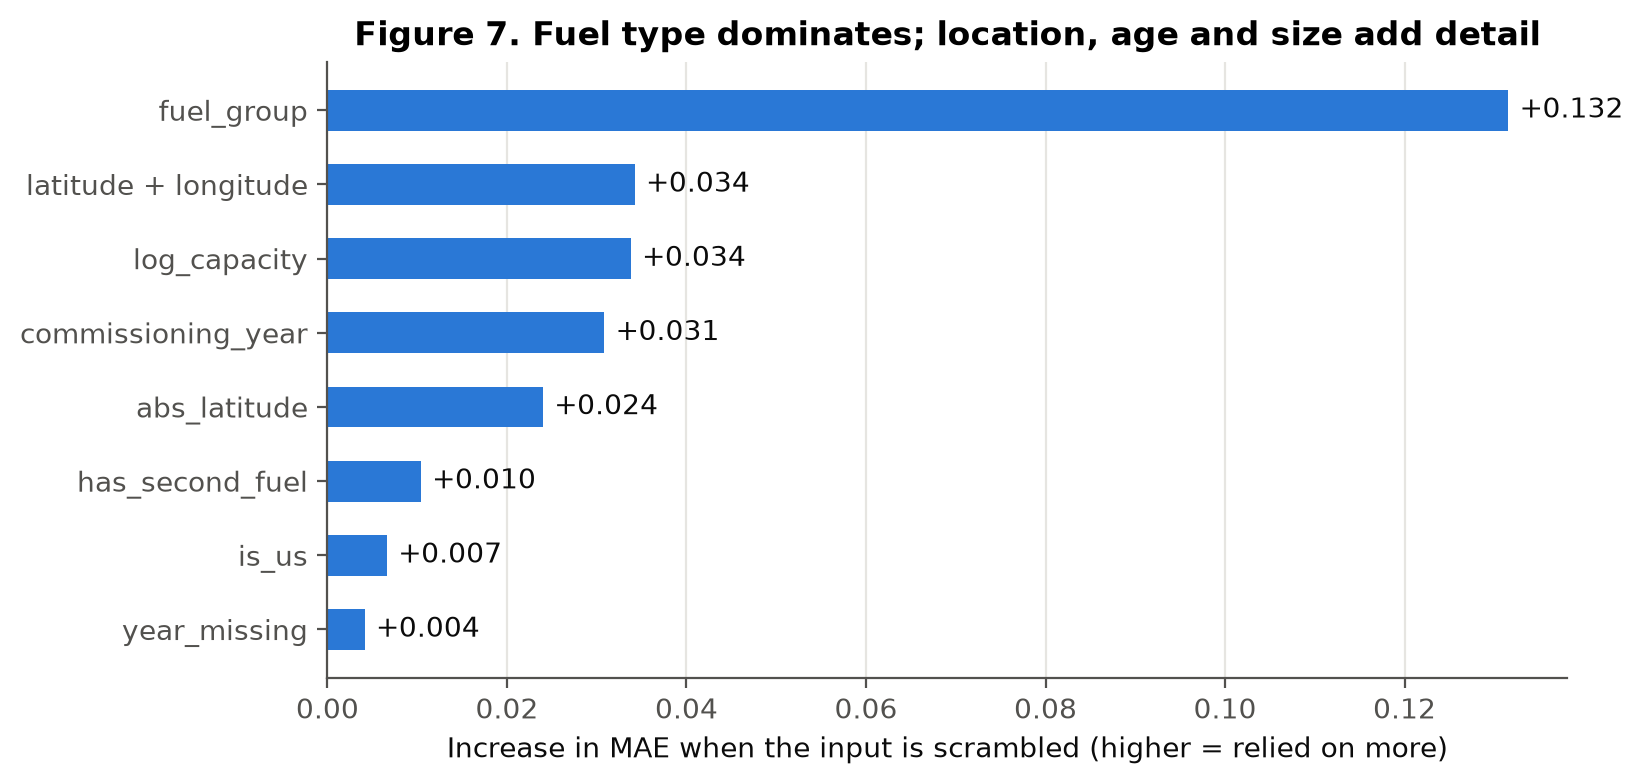 Figure 7. Fuel type dominates; location, age and size add detail
fuel_group
+0.132
latitude + longitude
+0.034
log_capacity
+0.034
commissioning_year
+0.031
abs_latitude
+0.024
has_second_fuel
+0.010
is_us
+0.007
year_missing
+0.004
0.00 0.02 0.04 0.06 0.08 0.10 0.12
Increase in MAE when the input is scrambled (higher = relied on more)